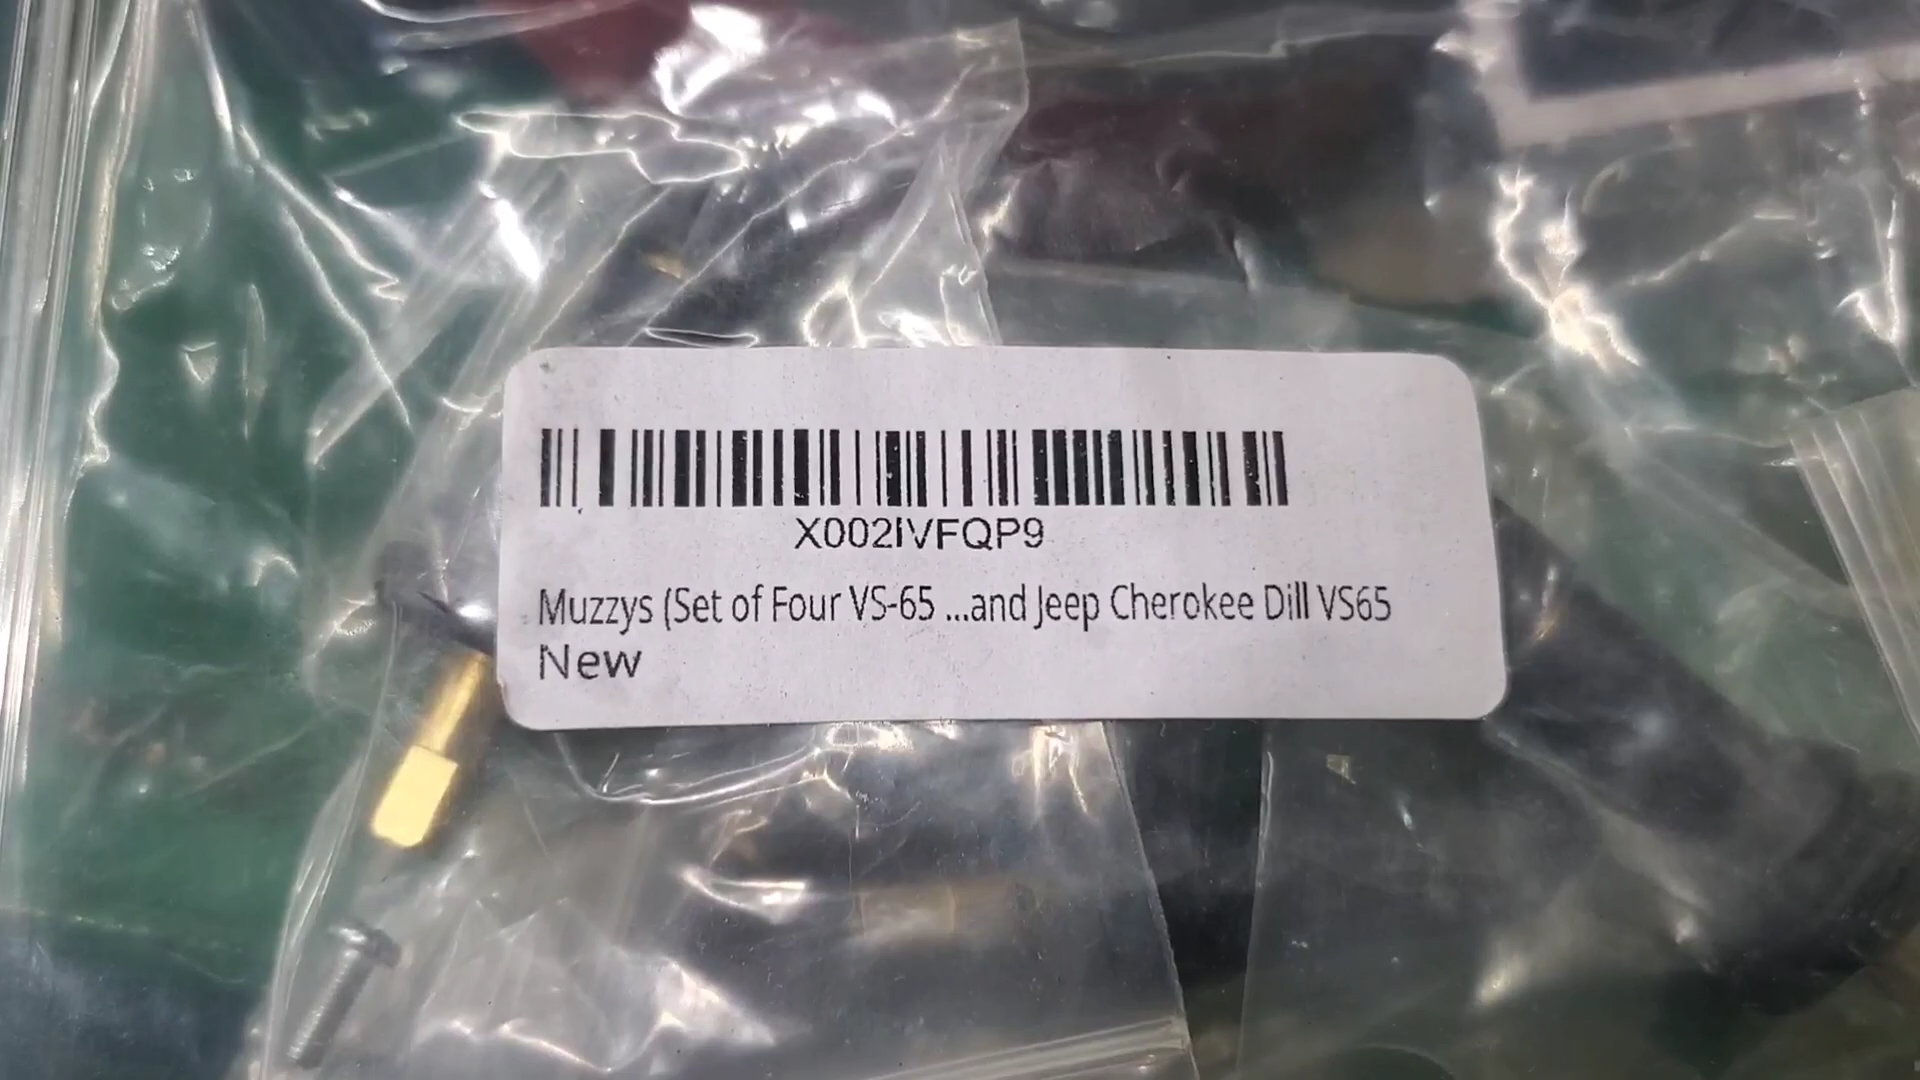 X002IVFQP9
Muzzys (Set of Four VS-65 ...and Jeep Cherokee Dill VS65
New